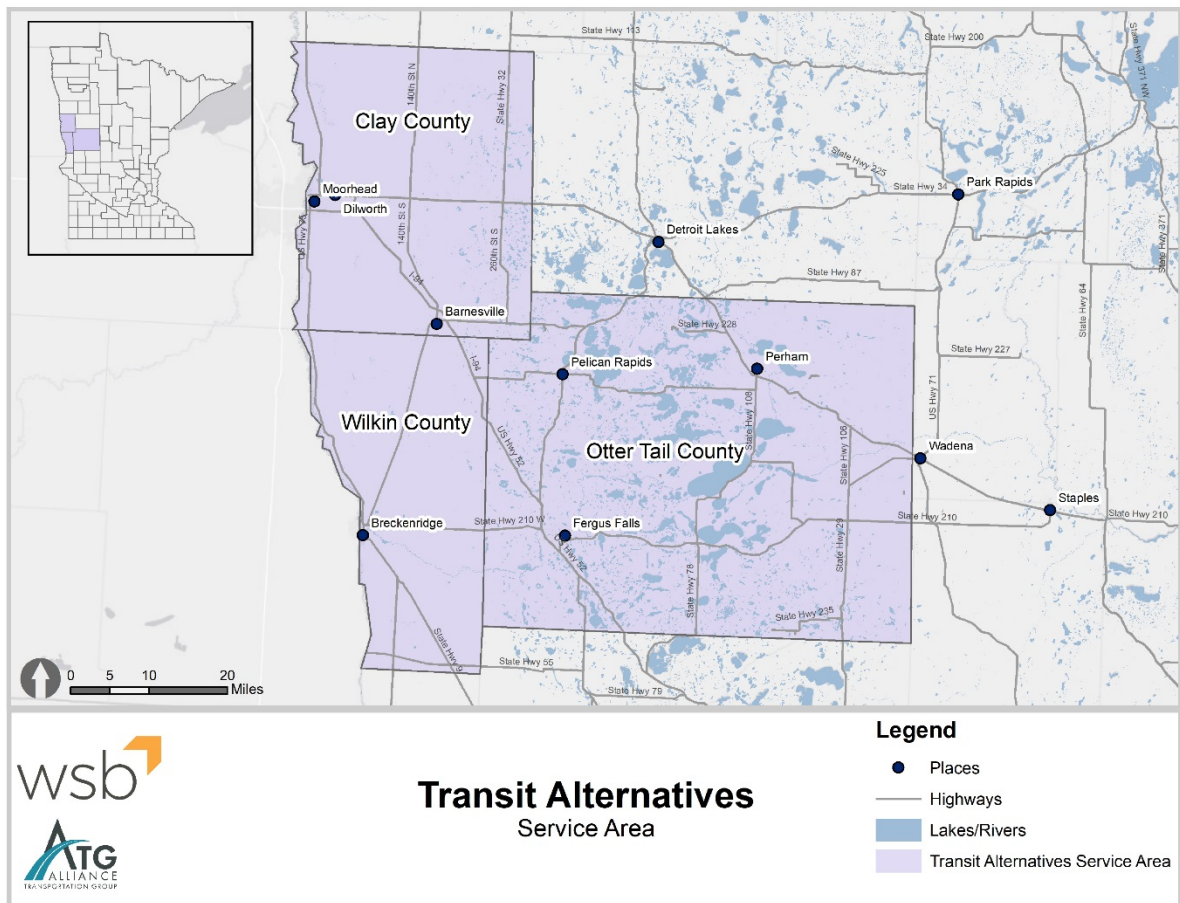 State Hwy 113
State Hwy 200
State Hwy 371 NW
140th St N
State Hwy 32
Clay County
State Hwy 225
State Hwy 34
Park Rapids
Moorhead
Dilworth
140th St S
260th St S
State Hwy 371
Detroit Lakes
I-94
State Hwy 87
State Hwy 64
Barnesville
State Hwy 228
State Hwy 227
I-94
Pelican Rapids
Perham
US Hwy 71
Wilkin County
State Hwy 108
State Hwy 106
Otter Tail County
US Hwy 52
Wadena
Staples
Breckenridge
State Hwy 210 W
Fergus Falls
State Hwy 210
State Hwy 210
Hwy 52
State Hwy 78
State Hwy 29
State Hwy 235
State Hwy 9
State Hwy 55
State Hwy 79
0 5 10 20
Miles
wsb
ATG
ALLIANCE
TRANSPORTATION GROUP
Transit Alternatives
Service Area
Legend
Places
Highways
Lakes/Rivers
Transit Alternatives Service Area